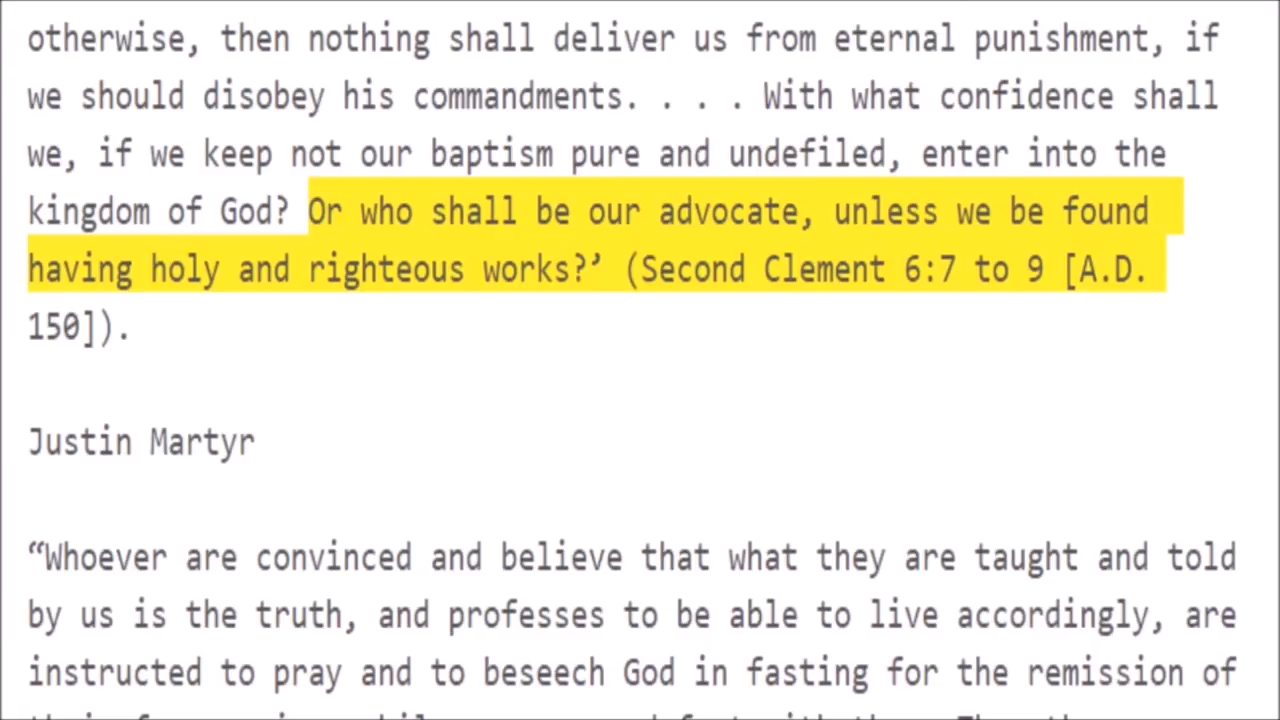 otherwise, then nothing shall deliver us from eternal punishment, if
we should disobey his commandments. . . . With what confidence shall
we, if we keep not our baptism pure and undefiled, enter into the
kingdom of God? Or who shall be our advocate, unless we be found
having holy and righteous works?’ (Second Clement 6:7 to 9 [A.D.
150]).
Justin Martyr
“Whoever are convinced and believe that what they are taught and told
by us is the truth, and professes to be able to live accordingly, are
instructed to pray and to beseech God in fasting for the remission of